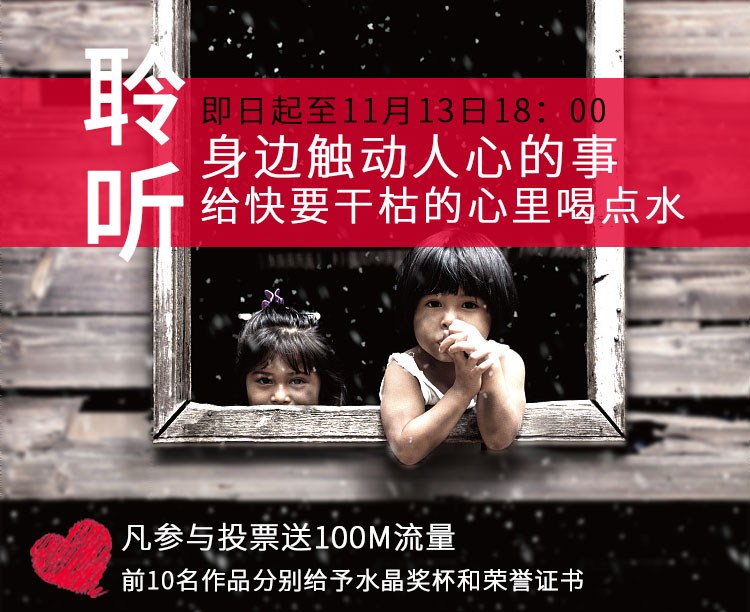 聆听
即日起至11月13日18：00
身边触动人心的事
给快要干枯的心里喝点水
凡参与投票送100M流量
前10名作品分别给予水晶奖杯和荣誉证书